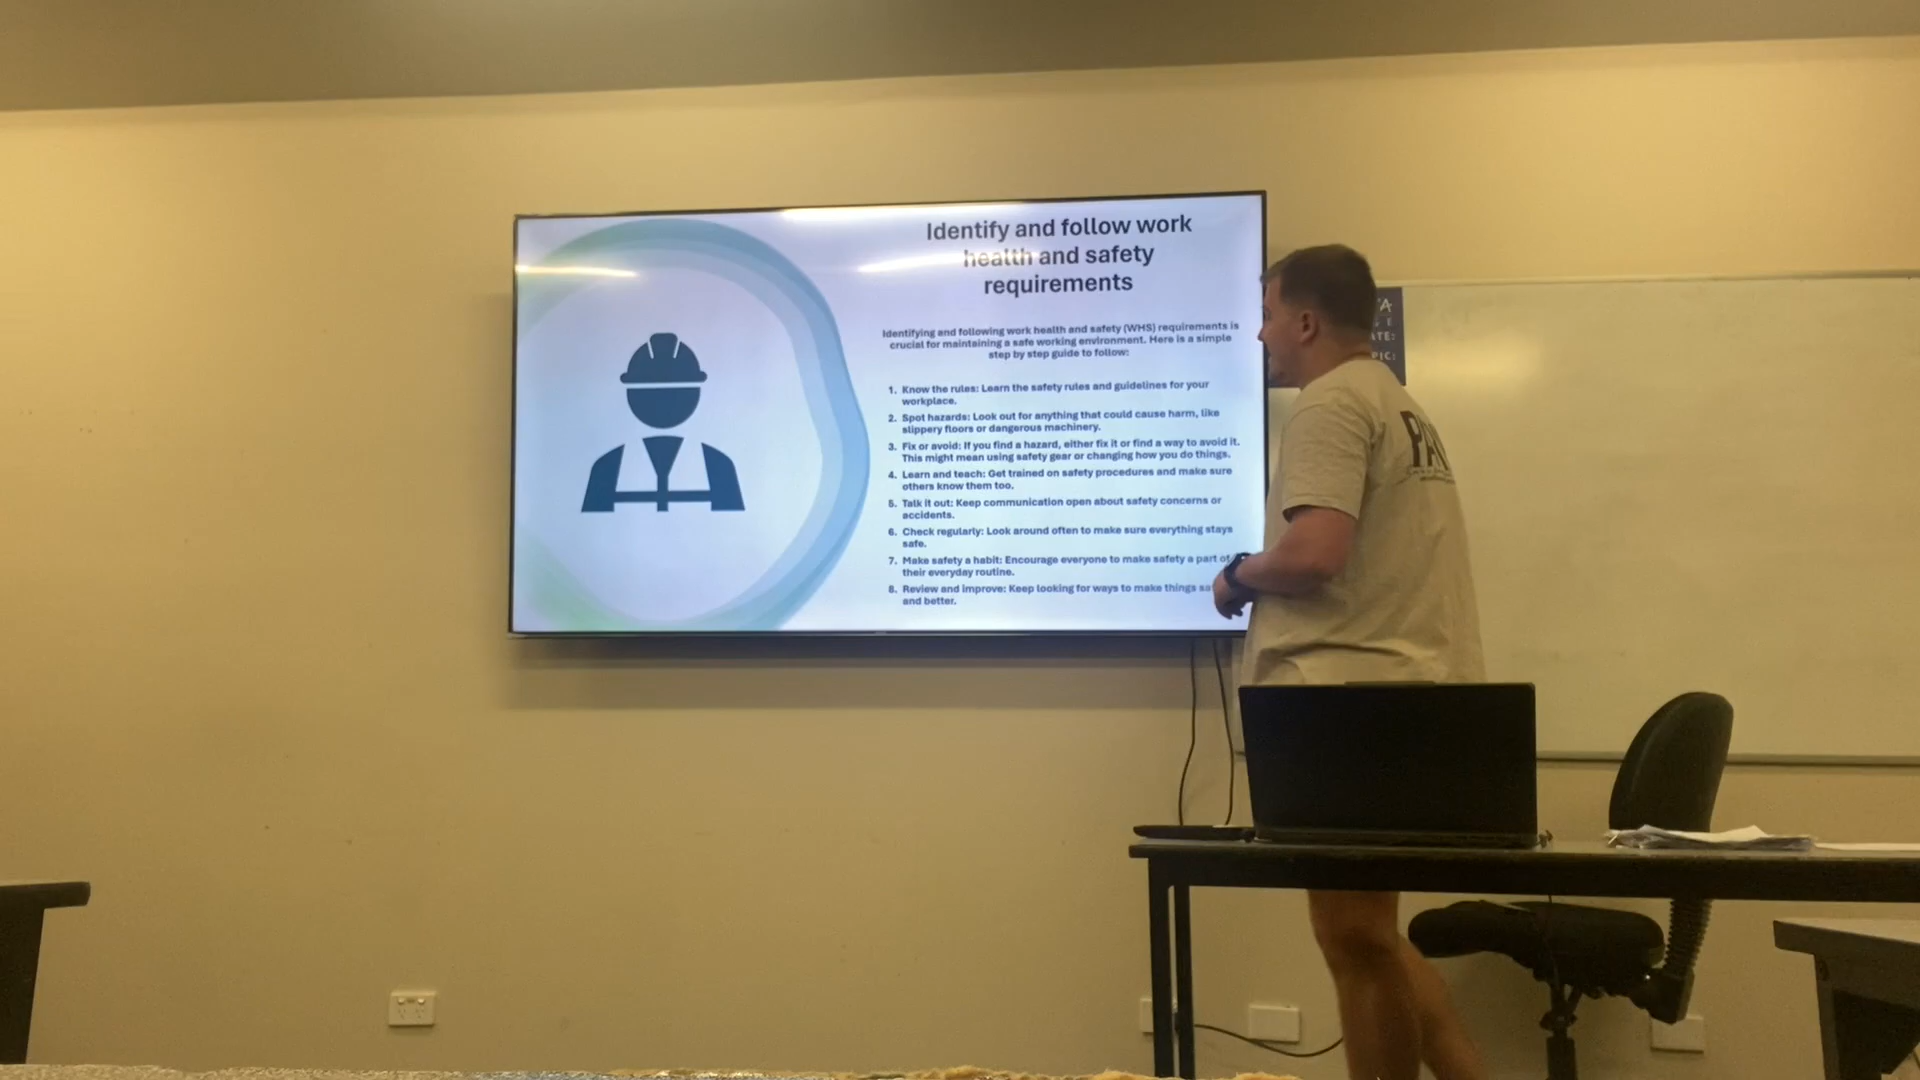 Identify and follow work
health and safety
requirements
Identifying and following work health and safety (WHS) requirements is
crucial for maintaining a safe working environment. Here is a simple
step by step guide to follow:
1. Know the rules: Learn the safety rules and guidelines for your
workplace.
2. Spot hazards: Look out for anything that could cause harm, like
slippery floors or dangerous machinery.
3. Fix or avoid: If you find a hazard, either fix it or find a way to avoid it.
This might mean using safety gear or changing how you do things.
4. Learn and teach: Get trained on safety procedures and make sure
others know them too.
5. Talk it out: Keep communication open about safety concerns or
accidents.
6. Check regularly: Look around often to make sure everything stays
safe.
7. Make safety a habit: Encourage everyone to make safety a part of
their everyday routine.
8. Review and improve: Keep looking for ways to make things
and better.